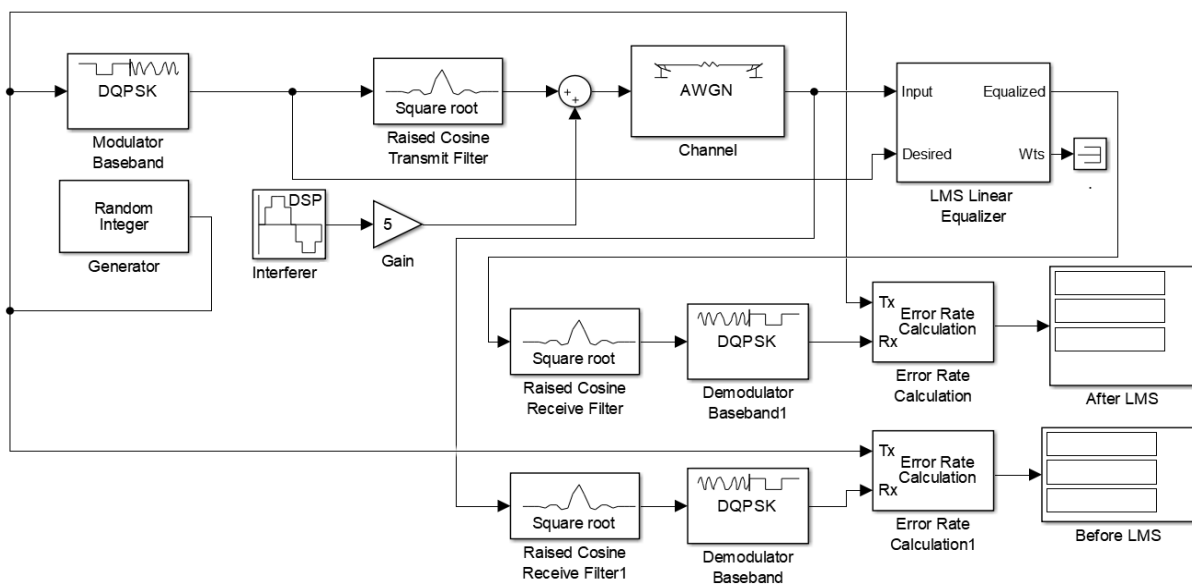 DQPSK
Modulator
Baseband
Square root
Raised Cosine
Transmit Filter
+
+
AWGN
Channel
Input
Equalized
Desired
Wts
LMS Linear
Equalizer
.
Random
Integer
Generator
DSP
Interferer
5
Gain
Square root
Raised Cosine
Receive Filter
DQPSK
Demodulator
Baseband1
Tx
Rx
Error Rate
Calculation
Error Rate
Calculation
After LMS
Square root
Raised Cosine
Receive Filter1
DQPSK
Demodulator
Baseband
Tx
Rx
Error Rate
Calculation
Error Rate
Calculation1
Before LMS